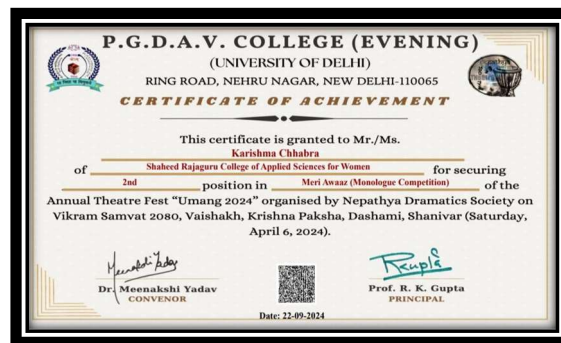 P.G.D.A.V. COLLEGE (EVENING)
(UNIVERSITY OF DELHI)
RING ROAD, NEHRU NAGAR, NEW DELHI-110065
CERTIFICATE OF ACHIEVEMENT
This certificate is granted to Mr./Ms.
Karishma Chhabra
of Shaheed Rajaguru College of Applied Sciences for Women for securing
2nd position in Meri Awaaz (Monologue Competition) of the
Annual Theatre Fest “Umang 2024” organised by Nepathya Dramatics Society on
Vikram Samvat 2080, Vaishakh, Krishna Paksha, Dashami, Shanivar (Saturday,
April 6, 2024).
Dr. Meenakshi Yadav
CONVENOR
Prof. R. K. Gupta
PRINCIPAL
Date: 22-09-2024